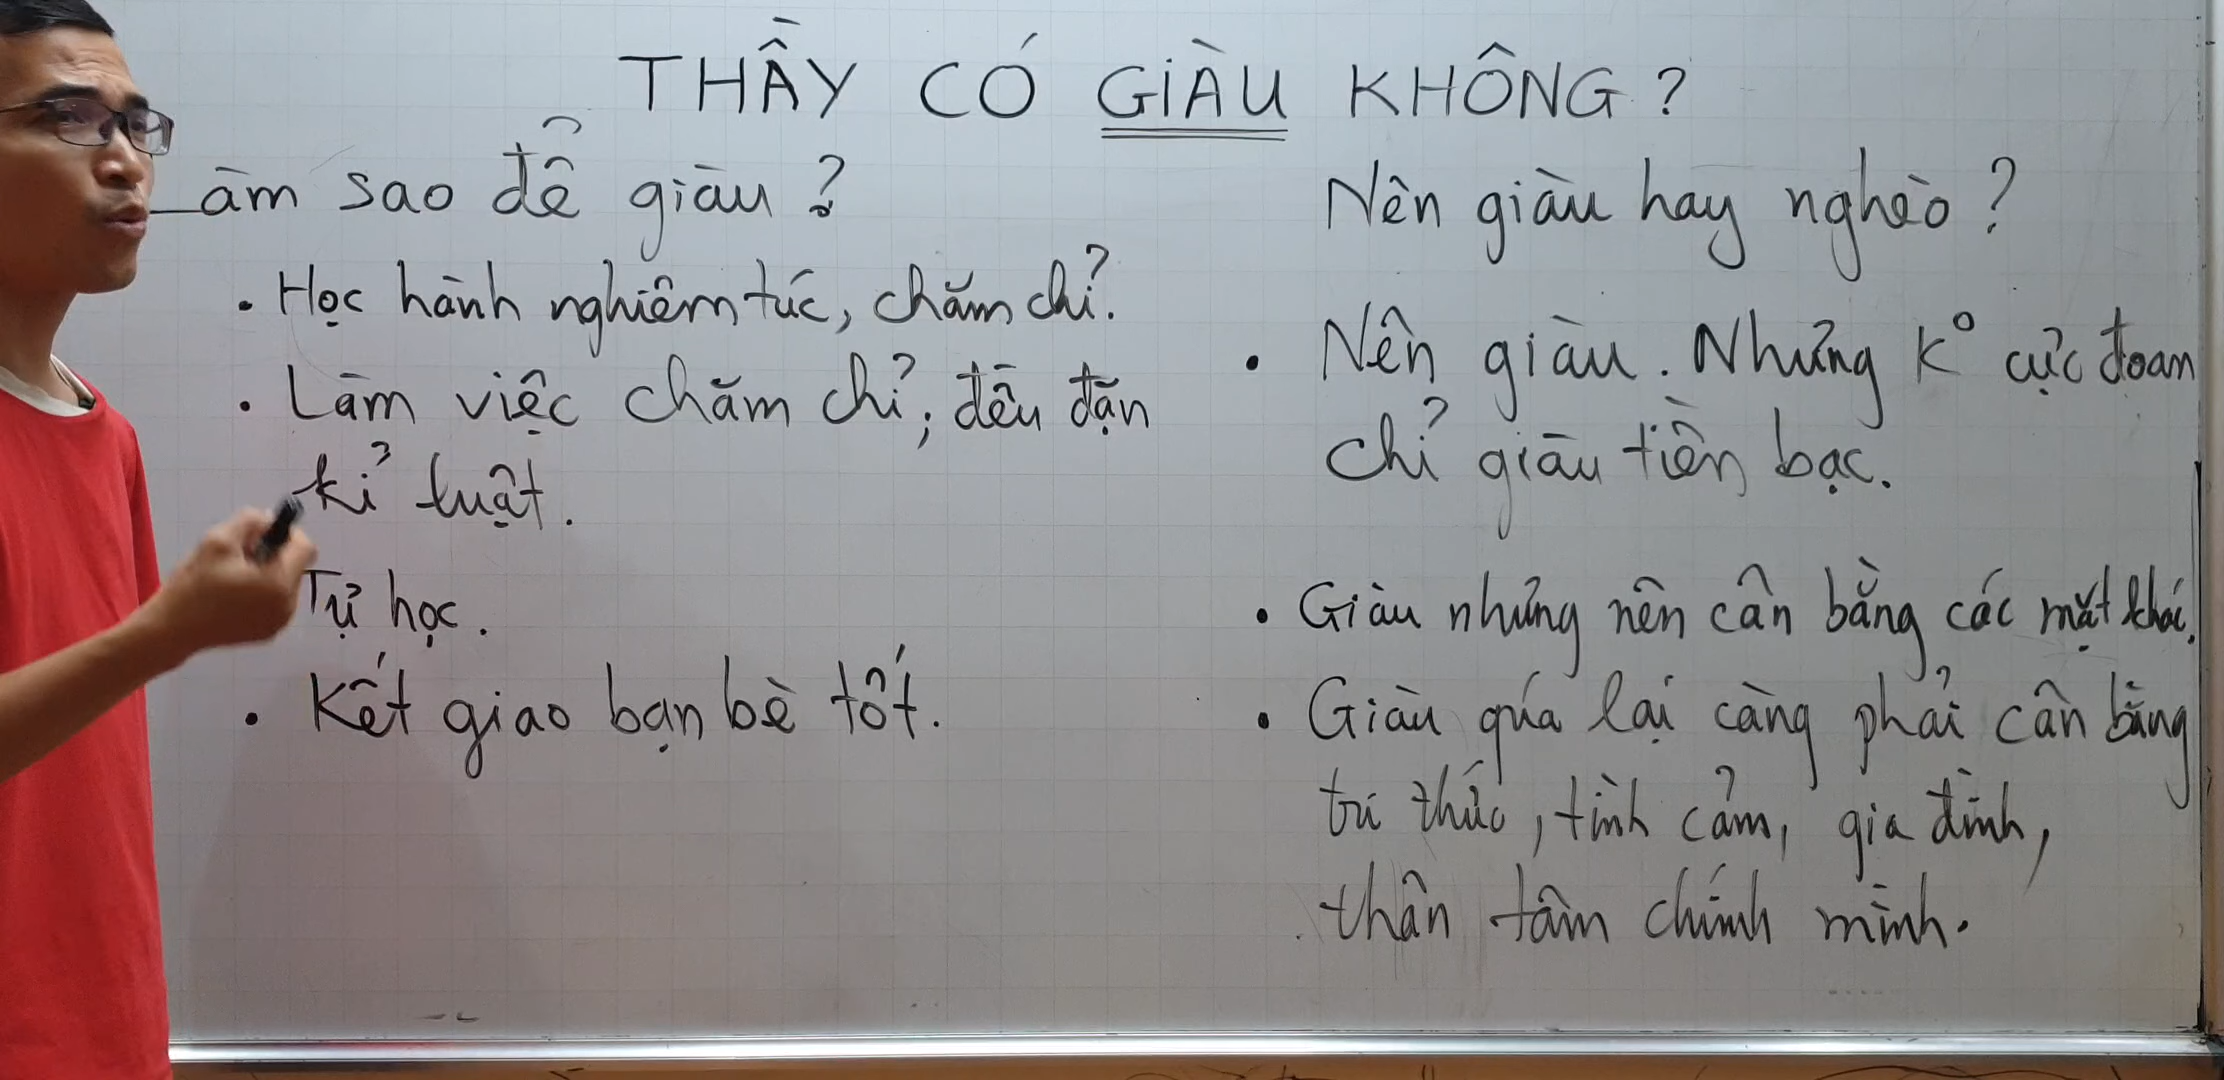 THẦY CÓ GIÀU KHÔNG?
Làm sao để giàu?
• Học hành nghiêm túc, chăm chỉ.
• Làm việc chăm chỉ, đều đặn
kỉ luật.
Tự học.
• Kết giao bạn bè tốt.
Nên giàu hay nghèo?
• Nên giàu. Nhưng k° cực đoan
chỉ giàu tiền bạc.
• Giàu nhưng nên cân bằng các mặt khác.
• Giàu qúa lại càng phải cân bằng
tri thức, tình cảm, gia đình,
thân tâm chính mình.